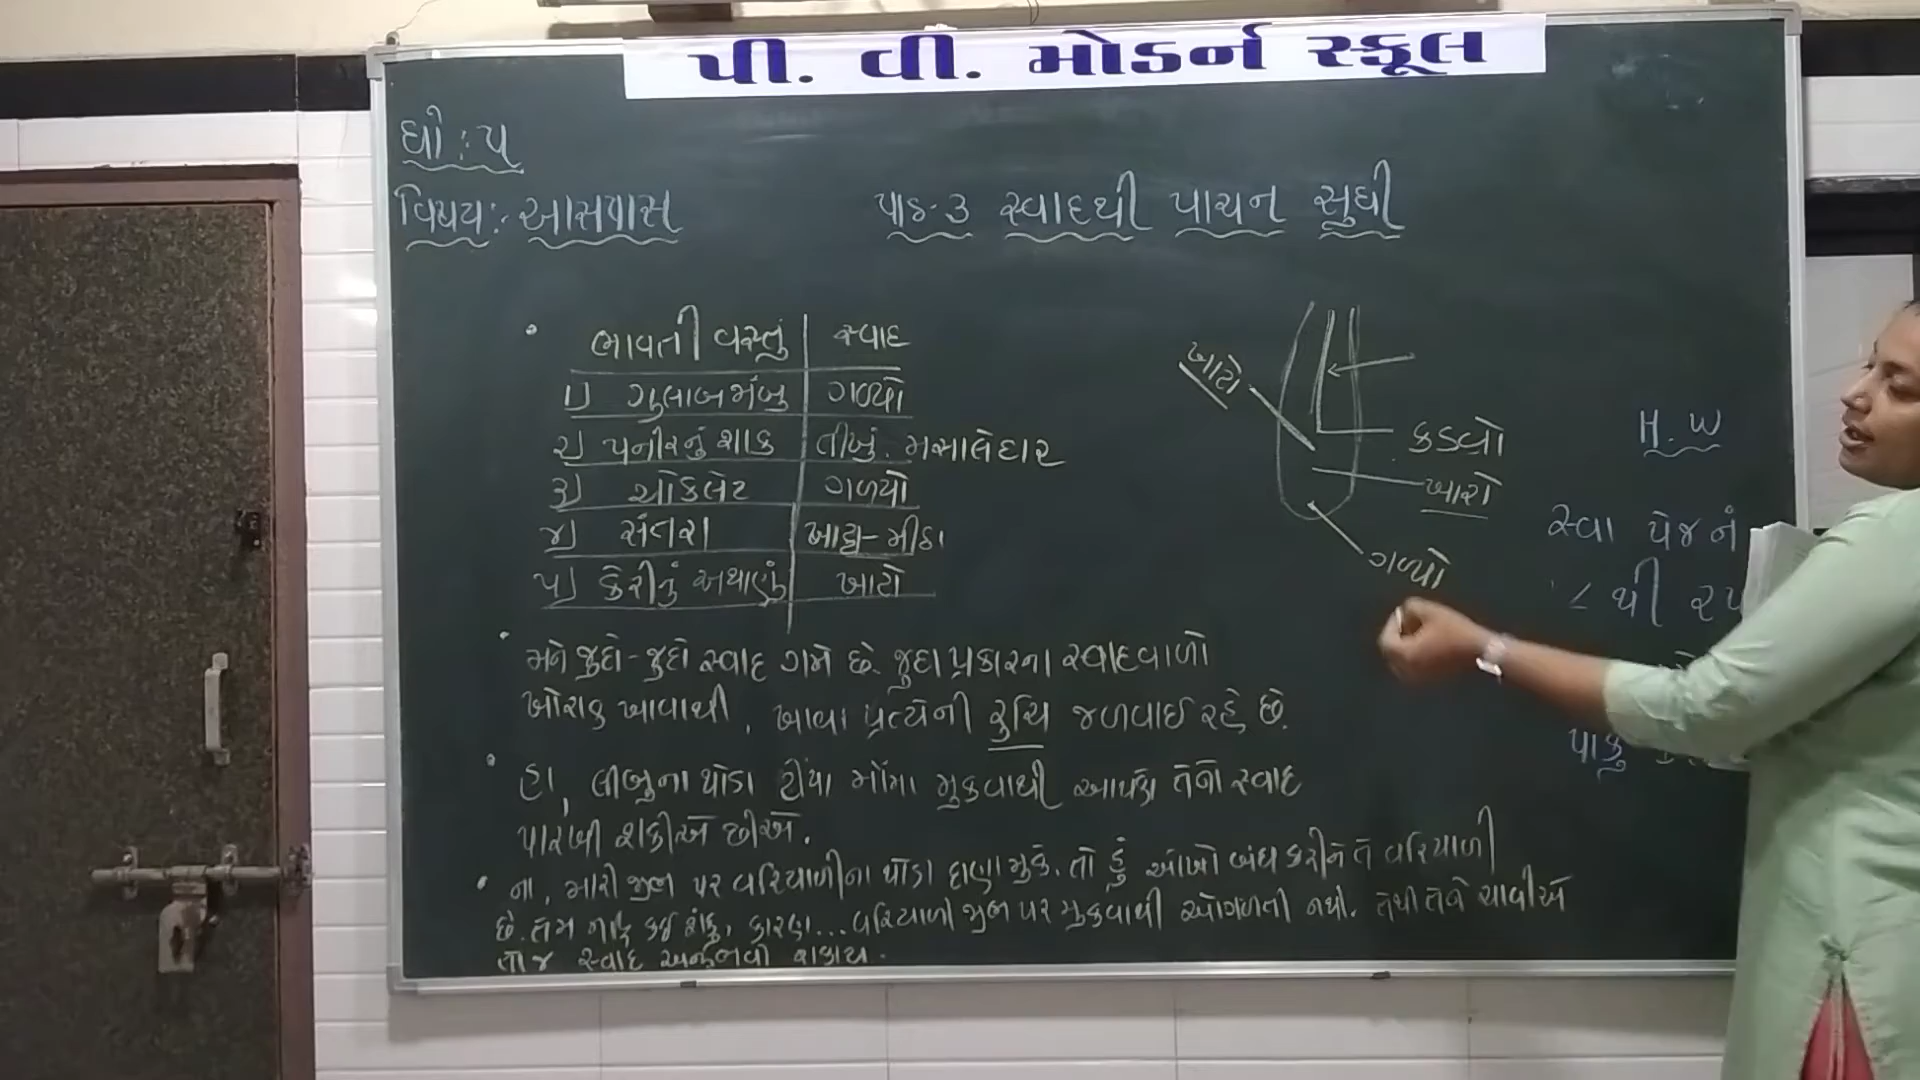 પી. વી. મોડર્ન સ્કૂલ
ધો : ૫
વિષય:- આસપાસ
પાઠ-૩ સ્વાદથી પાચન સુધી
ભાવતી વસ્તું સ્વાદ
૧) ગુલાબજાંબુ ગળ્યો
૨) પનીરનું શાક તીખું. મસાલેદાર
૩) ચોકલેટ ગળ્યો
૪) સંતરા ખાટ્ટા-મીઠા
૫) કેરીનું અથાણું ખાટો
ખાટો
કડવો
ખારો
ગળ્યો
H. W
સ્વા પેજ નં
થી ૨૫
પાકુ
મને જુદો-જુદો સ્વાદ ગમે છે. જુદા પ્રકારના સ્વાદવાળો
ખોરાક ખાવાથી, ખાવા પ્રત્યેની રુચિ જળવાઈ રહે છે.
હા, લીંબુના થોડા ટીંપા મોંમા મુકવાથી આપણે તેનો સ્વાદ
પારખી શકીએ છીએ.
ના, મારી જીભ પર વરિયાળીના થોડા દાણા મુકે. તો હું આંખો બંધ કરીને તે વરિયાળી
છે. તેમ નહિ કહી શકું, કારણ... વરિયાળી જીભ પર મુકવાથી ઓગળતી નથી. તેથી તેને ચાવીએ
તો જ સ્વાદ અનુભવી શકાય.